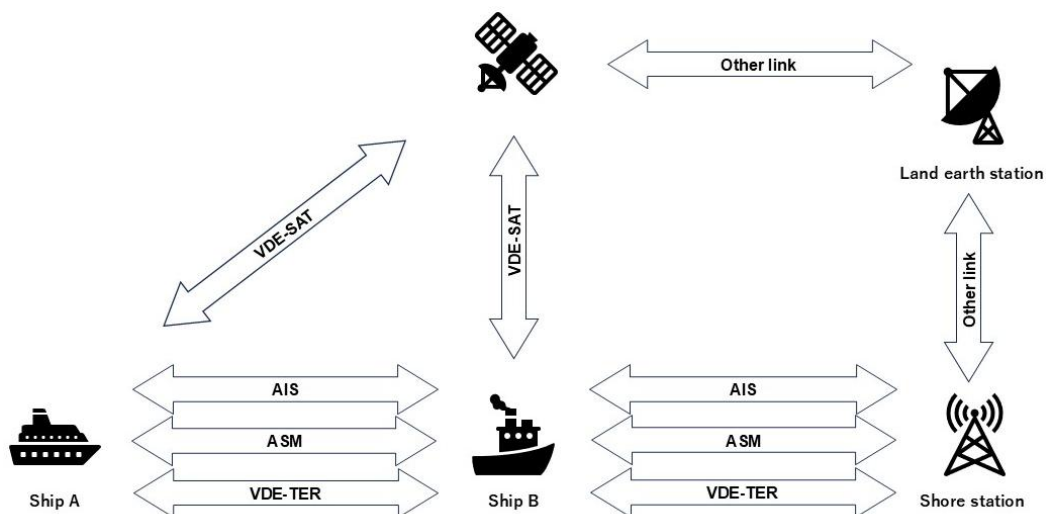 Other link
Land earth station
VDE-SAT
VDE-SAT
Other link
AIS
AIS
ASM
ASM
VDE-TER
VDE-TER
Ship A
Ship B
Shore station